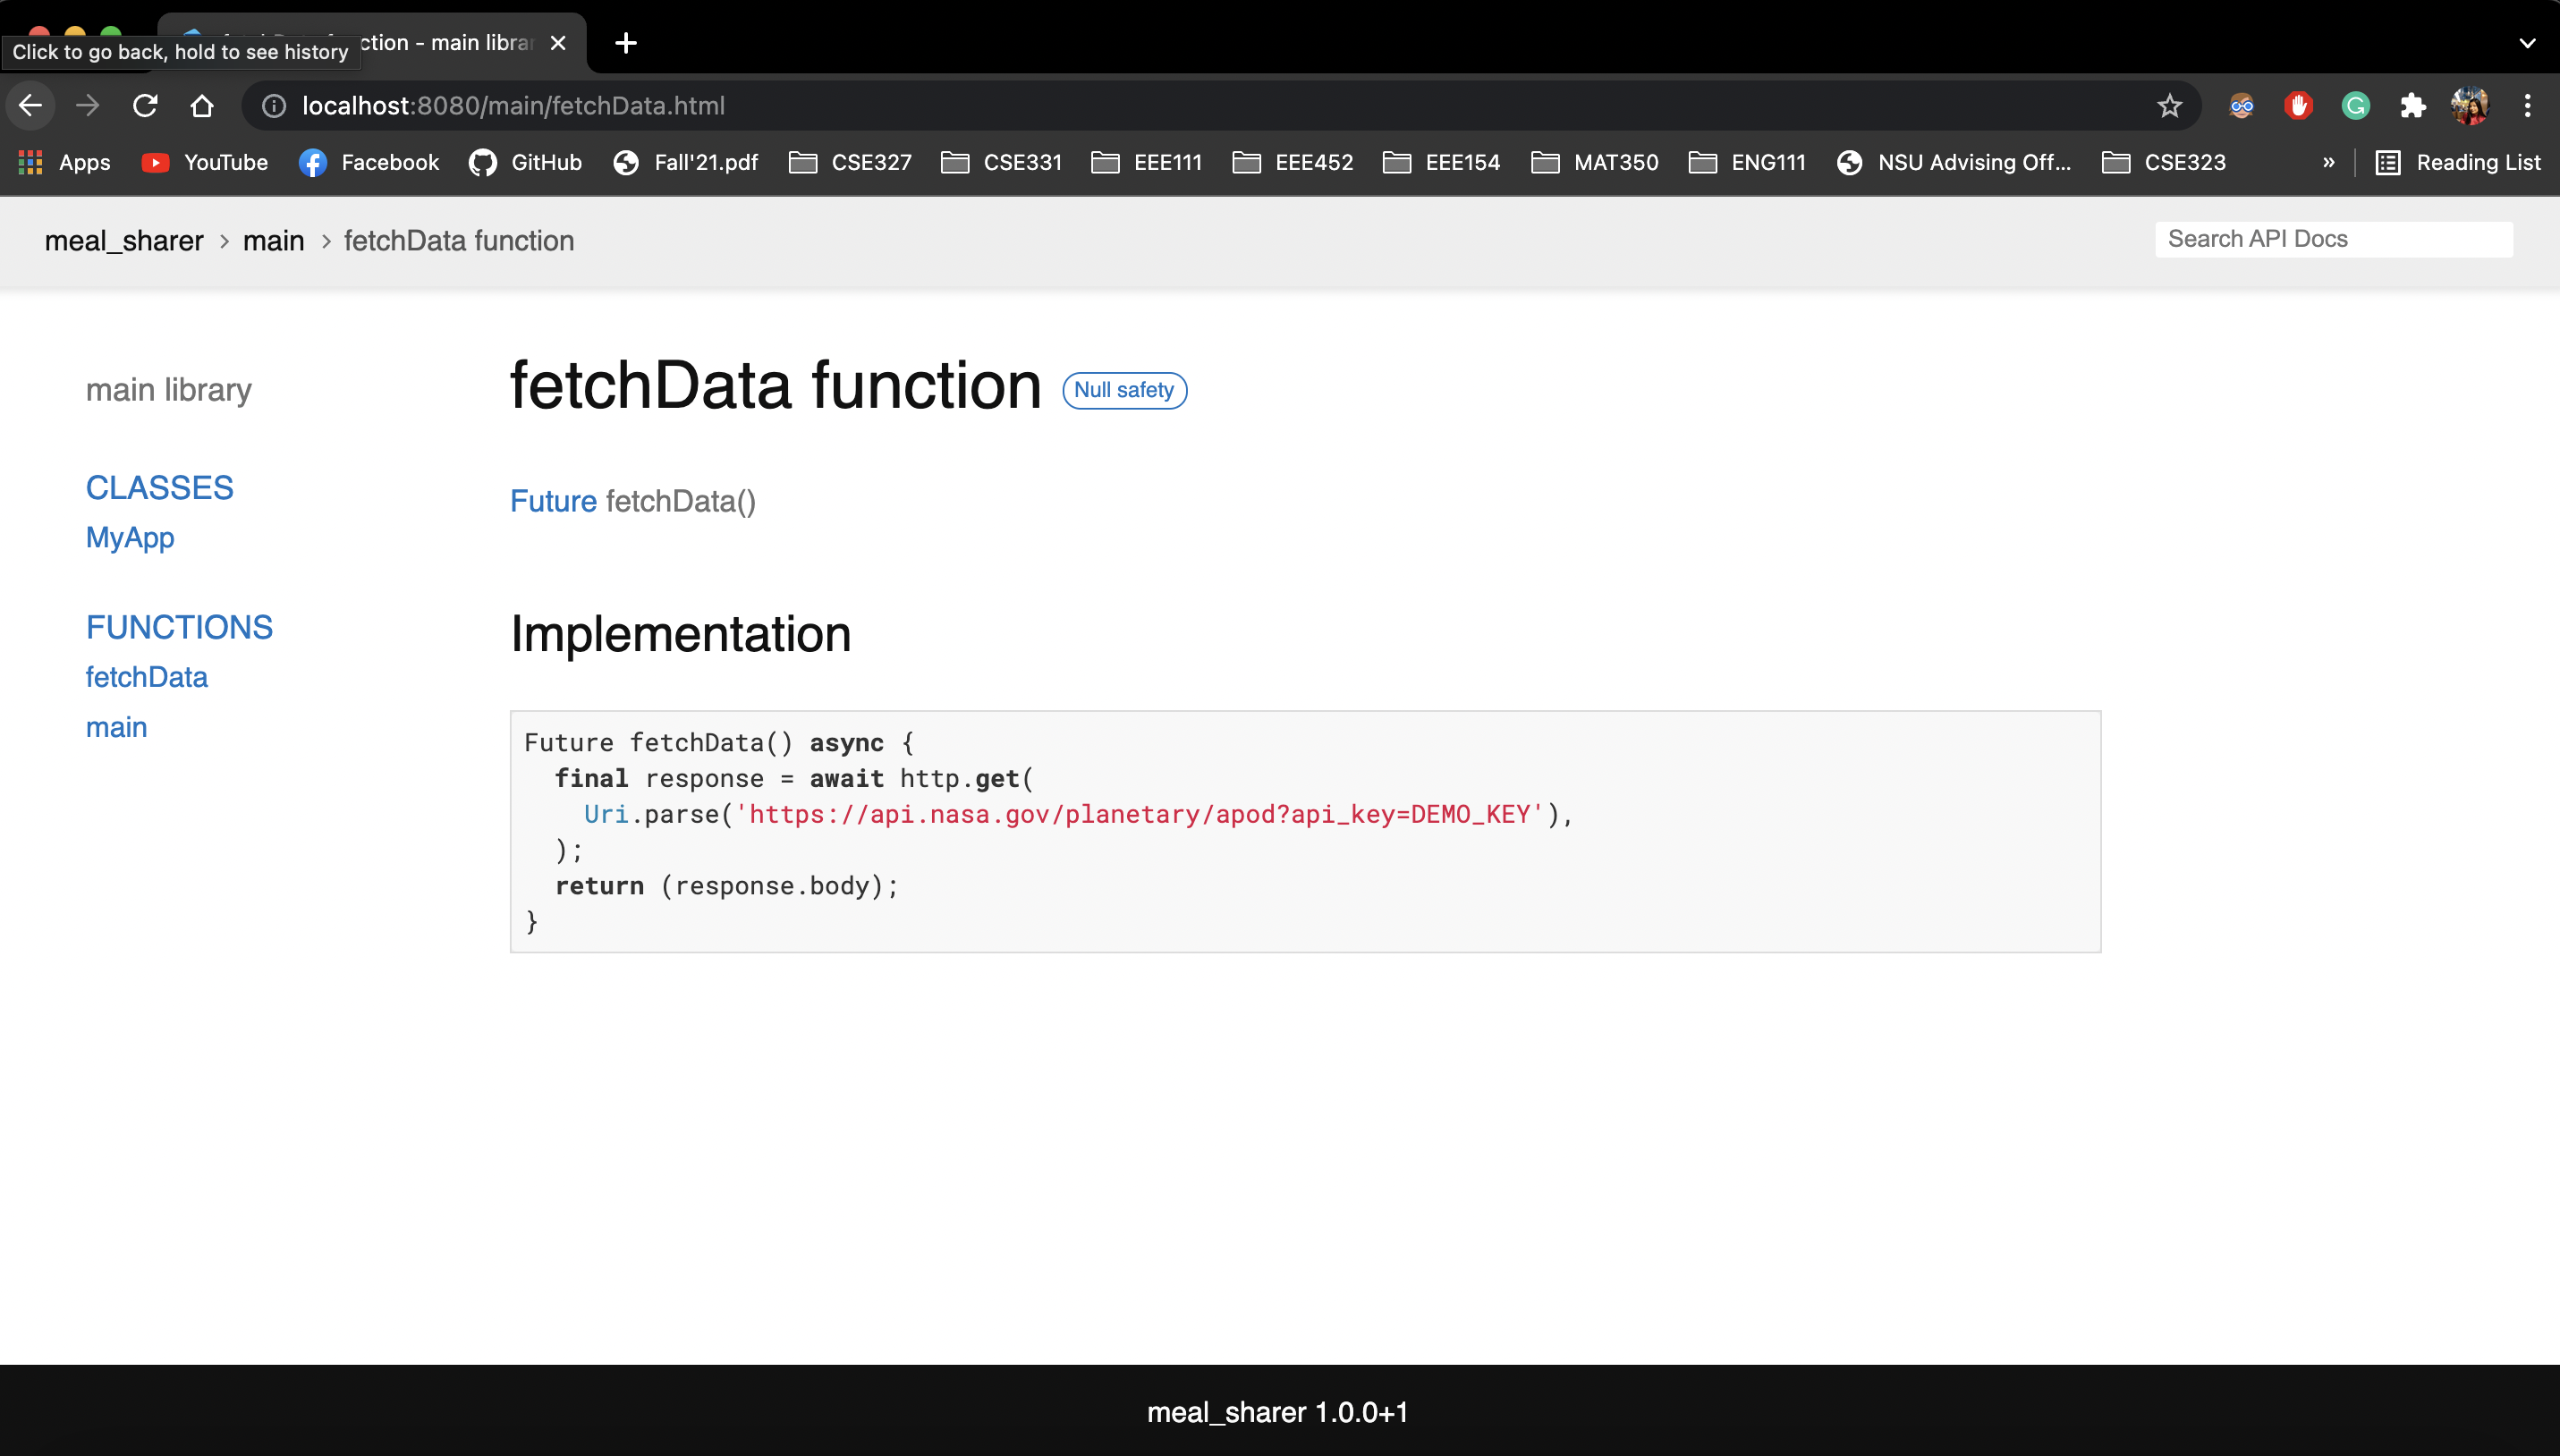 ction - main librar
Click to go back, hold to see history
localhost:8080/main/fetchData.html
Apps YouTube Facebook GitHub Fall'21.pdf CSE327 CSE331 EEE111 EEE452 EEE154 MAT350 ENG111 NSU Advising Off... CSE323 » Reading List
meal_sharer > main > fetchData function
Search API Docs
main library
CLASSES
MyApp
FUNCTIONS
fetchData
main
fetchData function Null safety
Future fetchData()
Implementation
Future fetchData() async {
  final response = await http.get(
    Uri.parse('https://api.nasa.gov/planetary/apod?api_key=DEMO_KEY'),
  );
  return (response.body);
}
meal_sharer 1.0.0+1